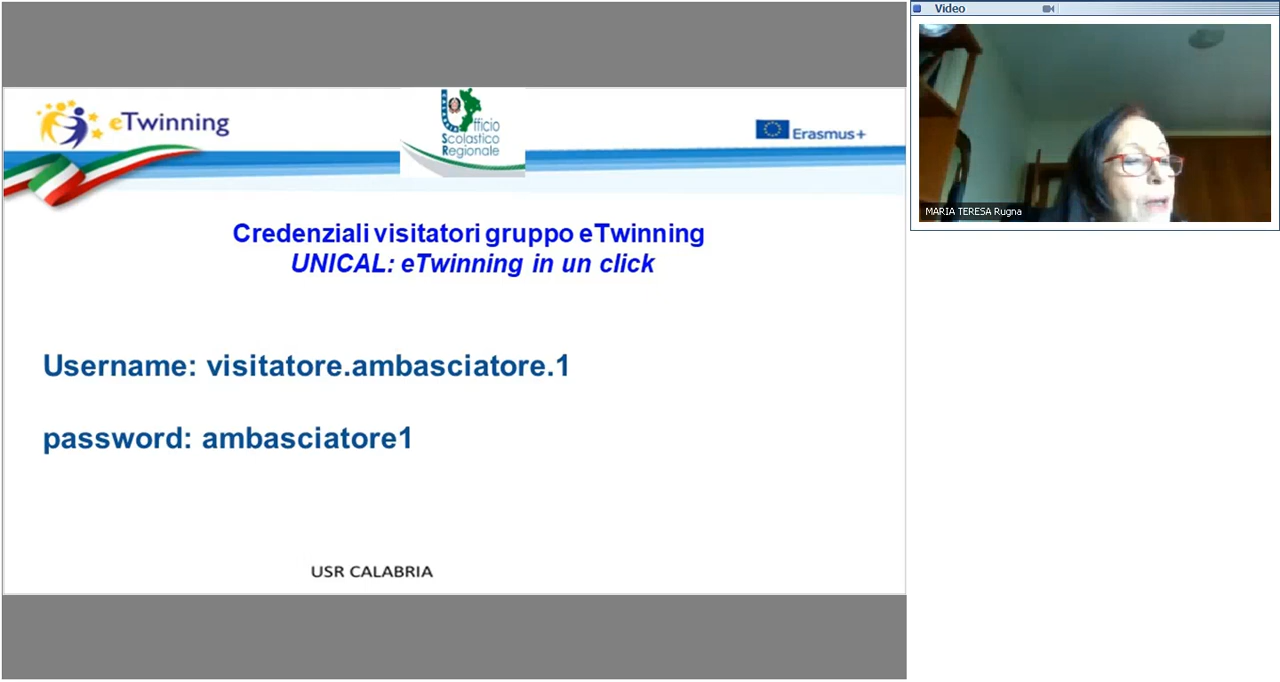 Video
eTwinning
Ufficio
Scolastico
Regionale
Erasmus+
MARIA TERESA Rugna
Credenziali visitatori gruppo eTwinning
UNICAL: eTwinning in un click
Username: visitatore.ambasciatore.1
password: ambasciatore1
USR CALABRIA